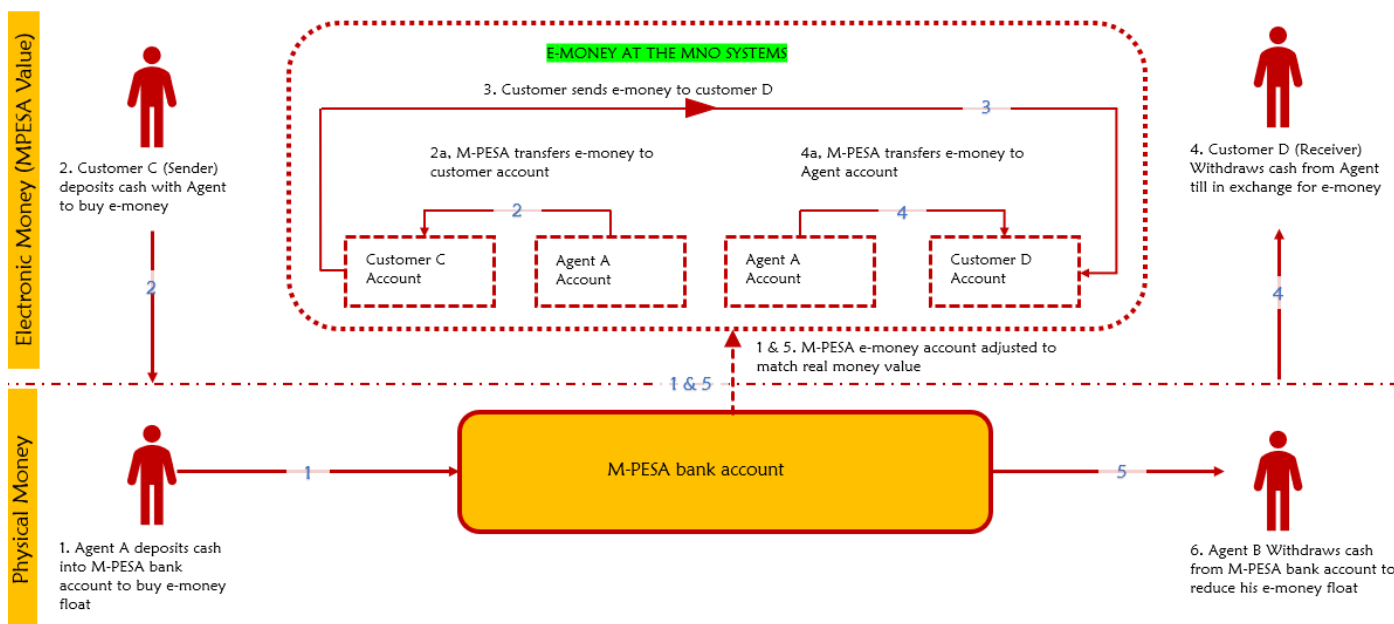 Electronic Money (MPESA Value)
E-MONEY AT THE MNO SYSTEMS
3. Customer sends e-money to customer D
3
2. Customer C (Sender)
deposits cash with Agent
to buy e-money
2a, M-PESA transfers e-money to
customer account
4a, M-PESA transfers e-money to
Agent account
4. Customer D (Receiver)
Withdraws cash from Agent
till in exchange for e-money
2
4
Customer C
Account
Agent A
Account
Agent A
Account
Customer D
Account
2
4
1 & 5. M-PESA e-money account adjusted to
match real money value
1 & 5
Physical Money
1
M-PESA bank account
5
1. Agent A deposits cash
into M-PESA bank
account to buy e-money
float
6. Agent B Withdraws cash
from M-PESA bank account to
reduce his e-money float